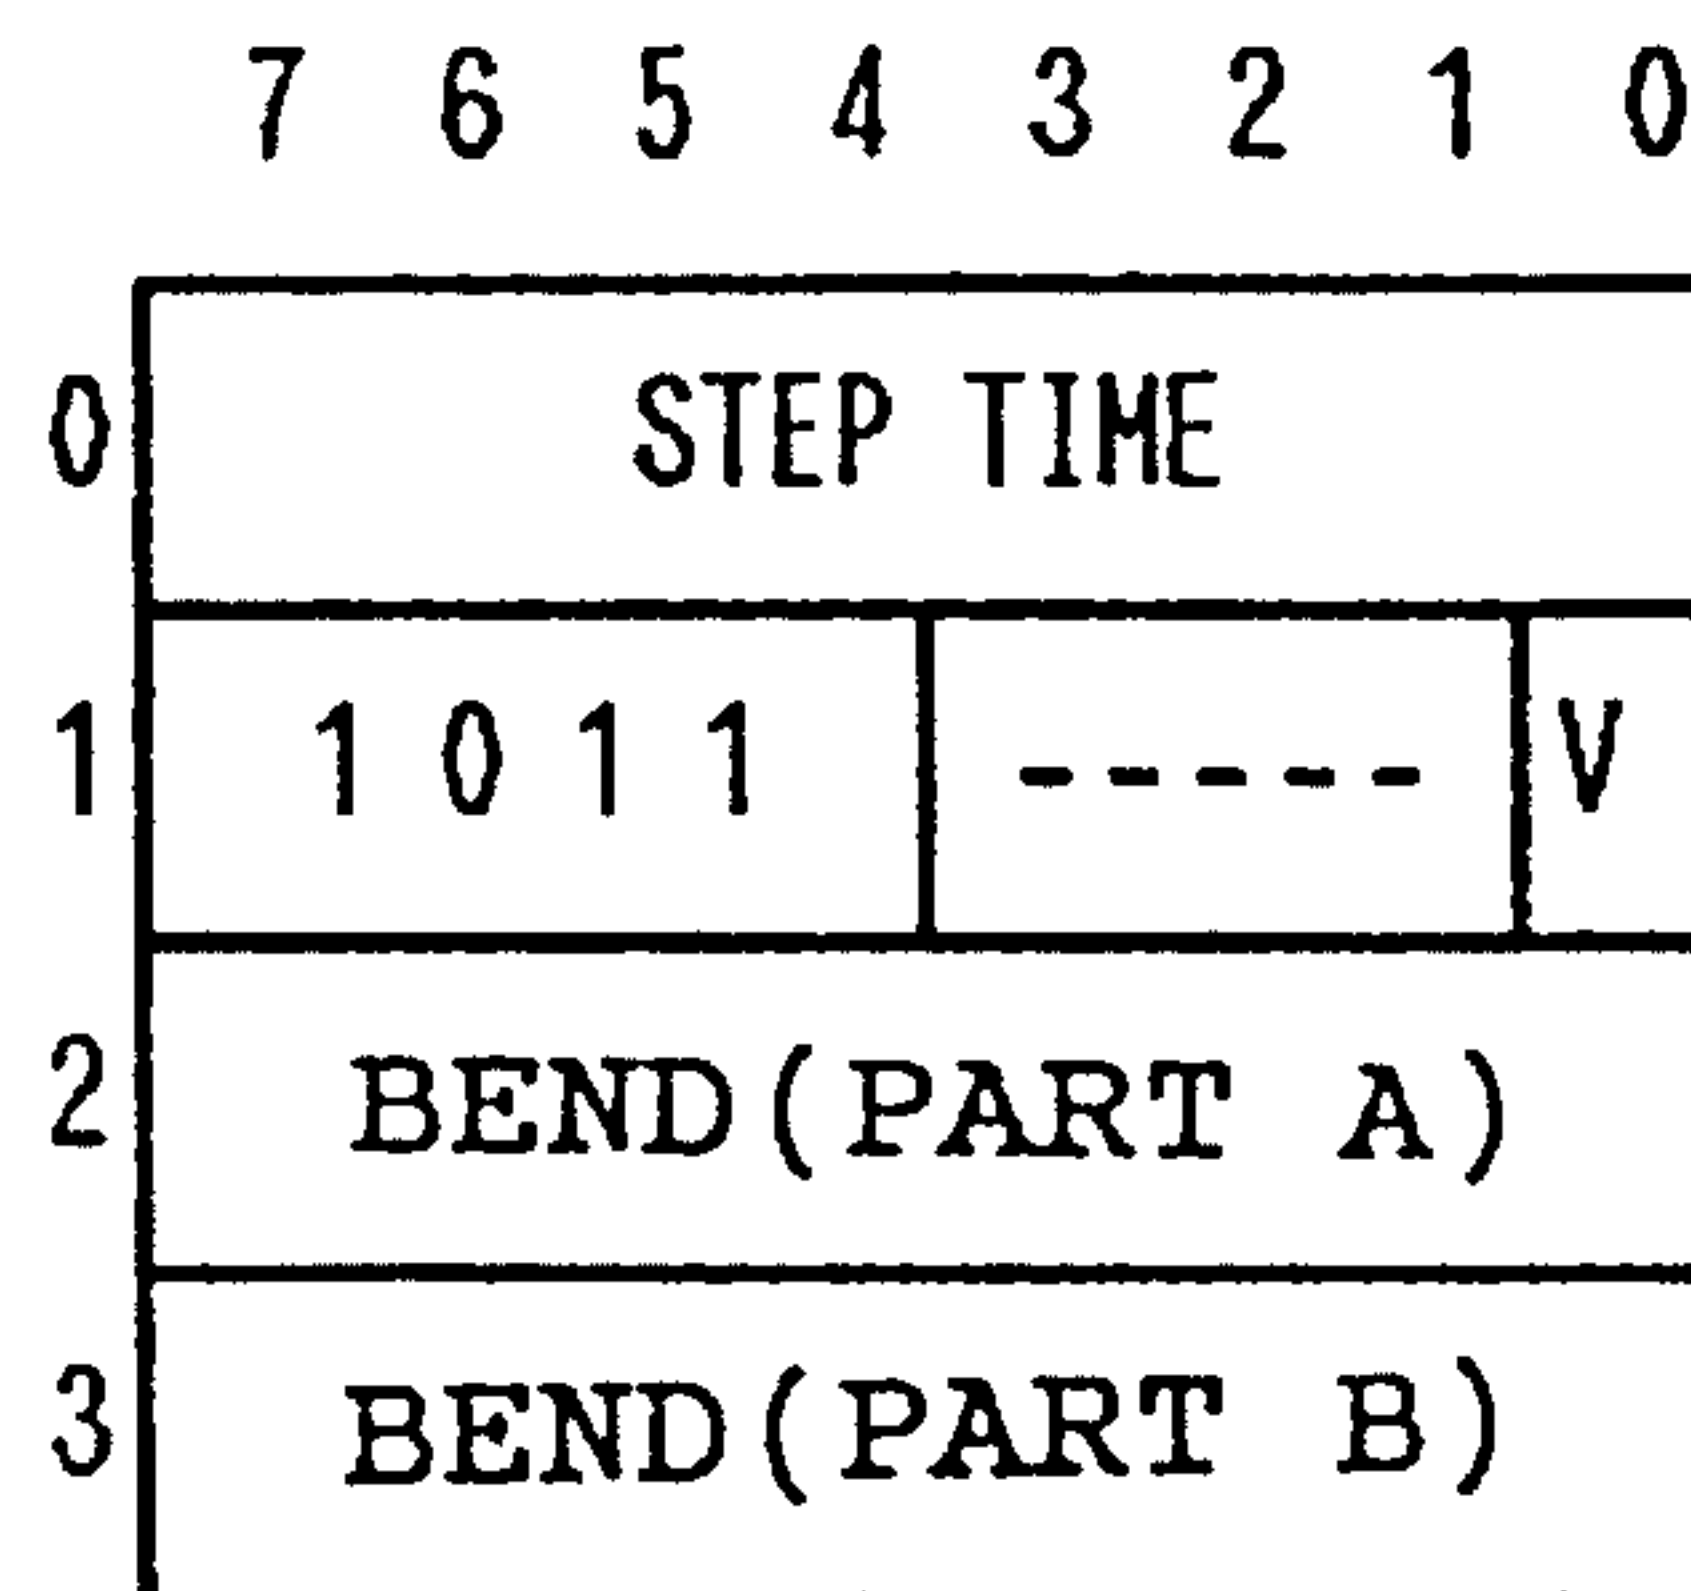 7 6 5 4 3 2 1 0
0 STEP TIME
1 1 0 1 1 ----- V
2 BEND(PART A)
3 BEND(PART B)